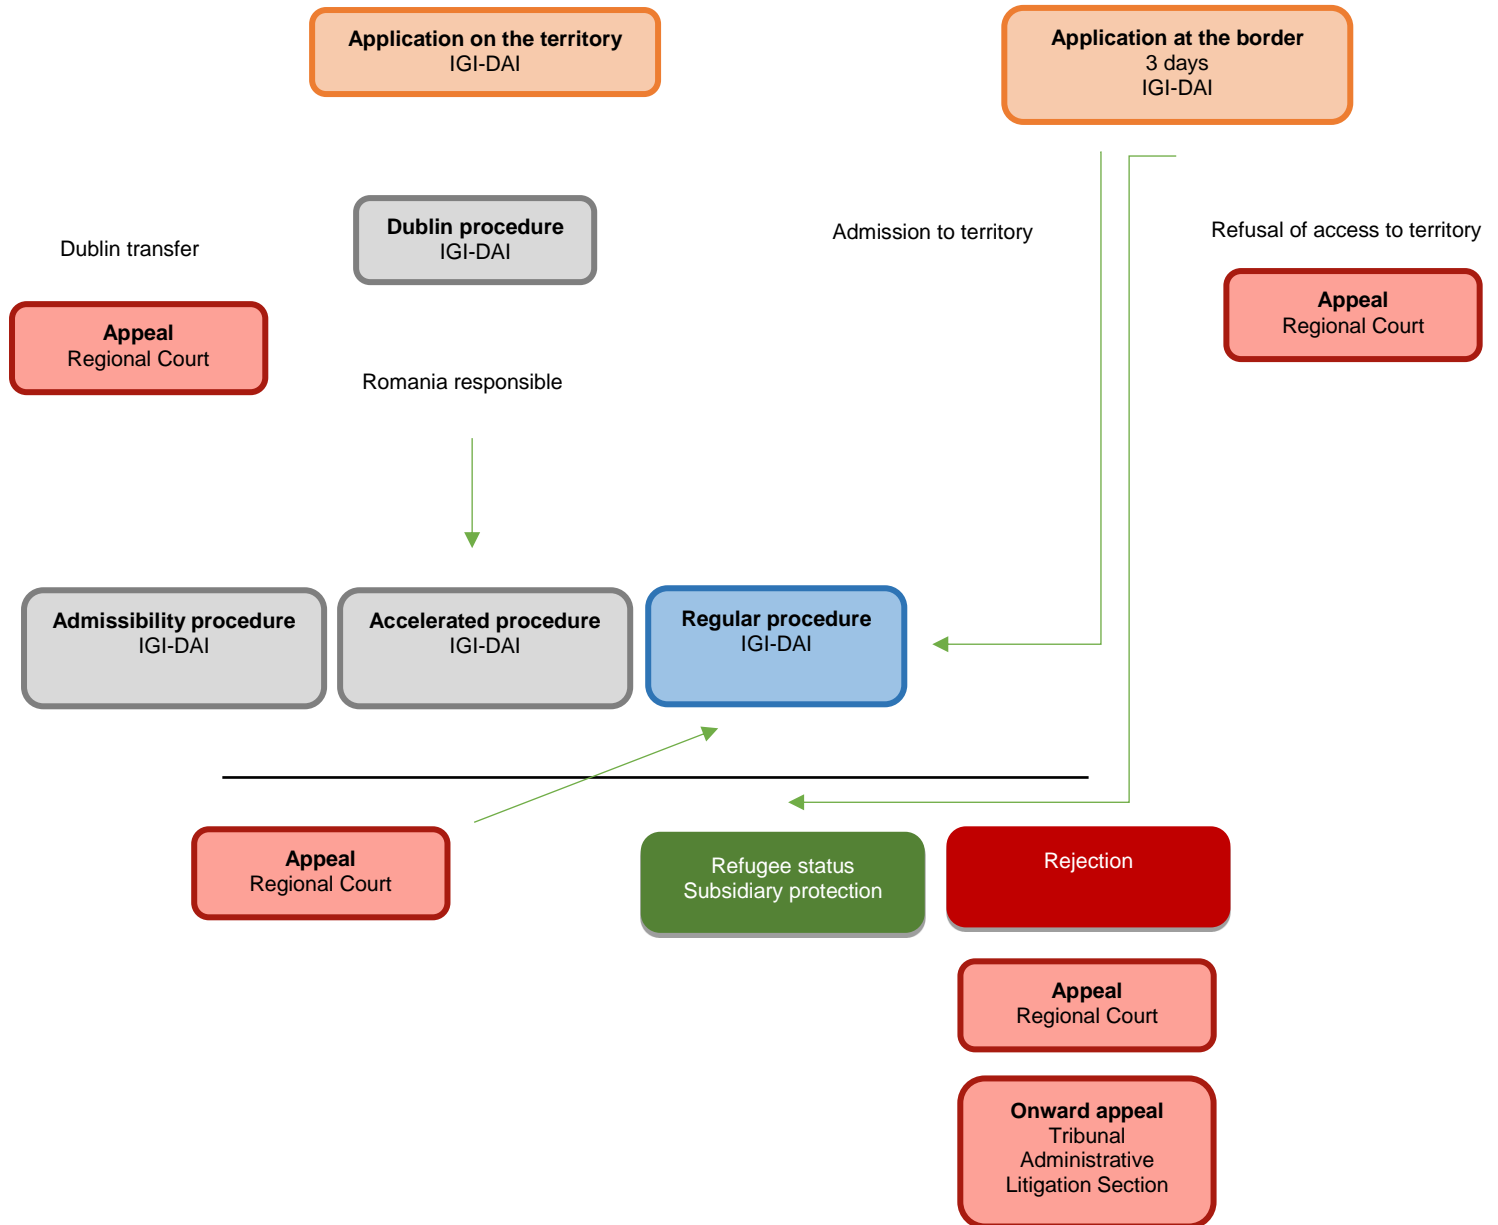 Application on the territory
IGI-DAI
Application at the border
3 days
IGI-DAI
Dublin transfer
Dublin procedure
IGI-DAI
Admission to territory
Refusal of access to territory
Appeal
Regional Court
Appeal
Regional Court
Romania responsible
Admissibility procedure
IGI-DAI
Accelerated procedure
IGI-DAI
Regular procedure
IGI-DAI
Appeal
Regional Court
Refugee status
Subsidiary protection
Rejection
Appeal
Regional Court
Onward appeal
Tribunal
Administrative
Litigation Section